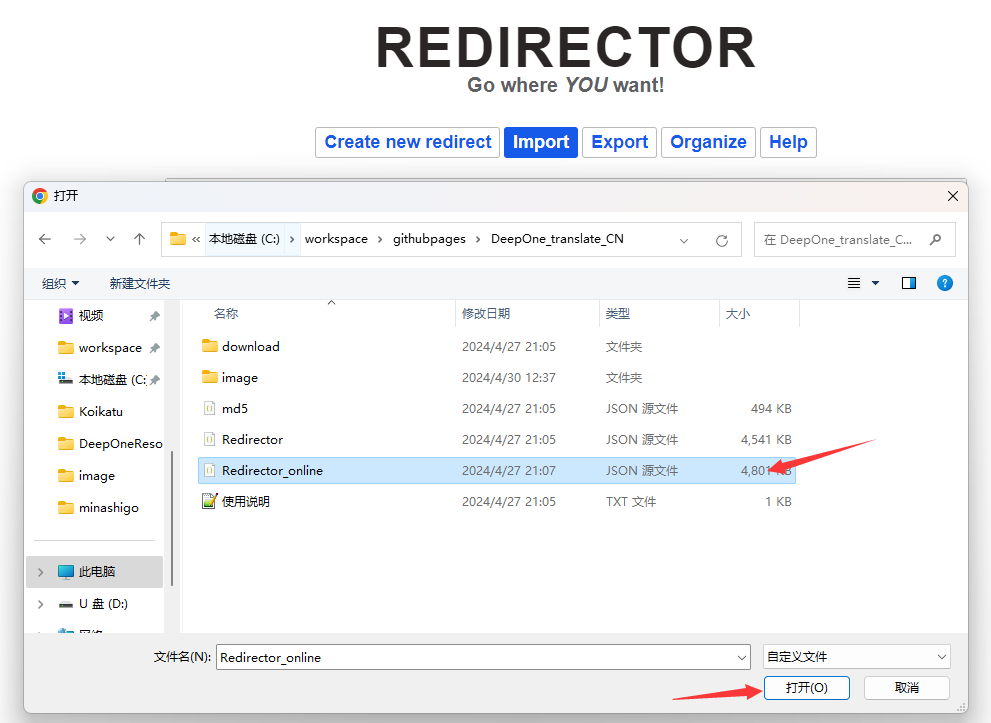 REDIRECTOR
Go where YOU want!
Create new redirect Import Export Organize Help
打开
« 本地磁盘 (C:) › workspace › githubpages › DeepOne_translate_CN
在 DeepOne_translate_C...
组织 新建文件夹
名称 修改日期 类型 大小
视频
workspace
本地磁盘 (C:
Koikatu
DeepOneReso
image
minashigo
此电脑
U 盘 (D:)
download 2024/4/27 21:05 文件夹
image 2024/4/30 12:37 文件夹
md5 2024/4/27 21:05 JSON 源文件 494 KB
Redirector 2024/4/27 21:05 JSON 源文件 4,541 KB
Redirector_online 2024/4/27 21:07 JSON 源文件 4,801 KB
使用说明 2024/4/27 21:05 TXT 文件 1 KB
文件名(N): Redirector_online 自定义文件
打开(O) 取消